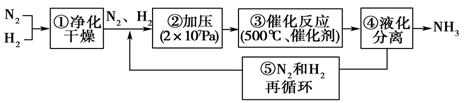 N₂
H₂
①净化
干燥
N₂、H₂
②加压
(2×10⁷Pa)
③催化反应
(500℃、催化剂)
④液化
分离
NH₃
⑤N₂和H₂
再循环